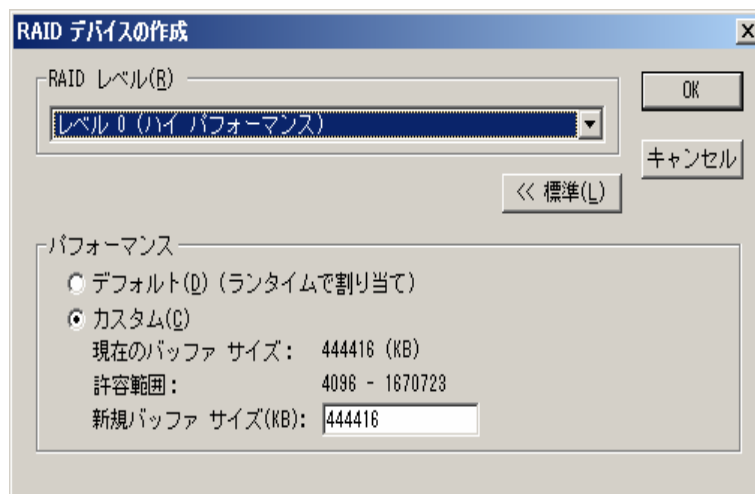 RAID デバイスの作成
RAID レベル(R)
レベル 0 (ハイ パフォーマンス)
OK
キャンセル
<< 標準(L)
パフォーマンス
デフォルト(D) (ランタイムで割り当て)
カスタム(C)
現在のバッファ サイズ: 444416 (KB)
許容範囲: 4096 - 1670723
新規バッファ サイズ(KB): 444416